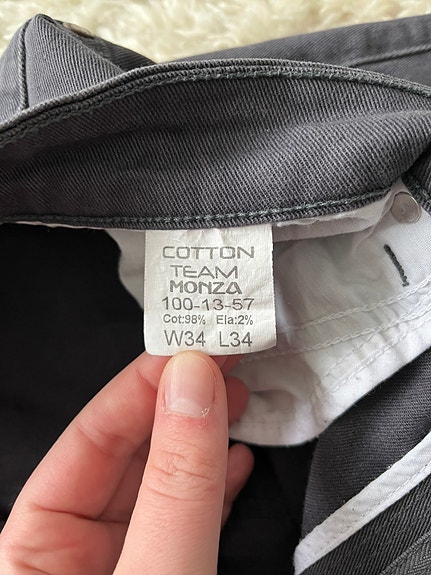 COTTON
TEAM
MONZA
100-13-57
Cot:98% Ela:2%
W34 L34